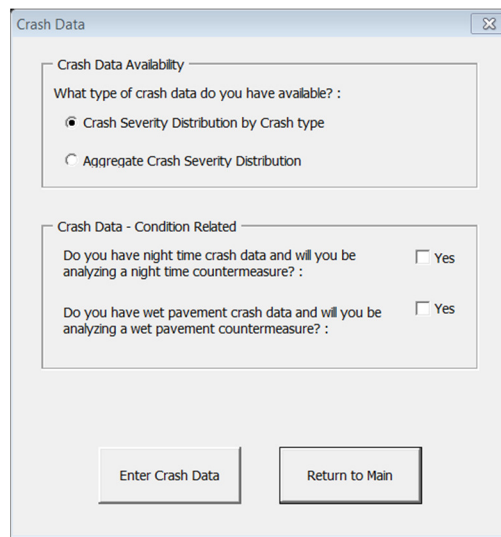 Crash Data
Crash Data Availability
What type of crash data do you have available? :
Crash Severity Distribution by Crash type
Aggregate Crash Severity Distribution
Crash Data - Condition Related
Do you have night time crash data and will you be
analyzing a night time countermeasure? :
Yes
Do you have wet pavement crash data and will you be
analyzing a wet pavement countermeasure? :
Yes
Enter Crash Data
Return to Main